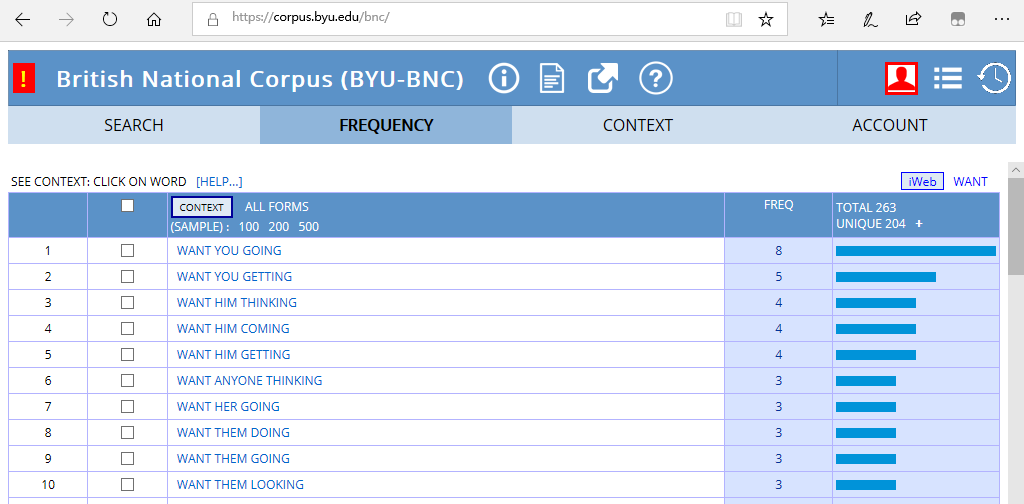 https://corpus.byu.edu/bnc/
! British National Corpus (BYU-BNC) ?
SEARCH FREQUENCY CONTEXT ACCOUNT
SEE CONTEXT: CLICK ON WORD [HELP...] iWeb WANT
CONTEXT ALL FORMS FREQ TOTAL 263
(SAMPLE) : 100 200 500 UNIQUE 204 +
1 WANT YOU GOING 8
2 WANT YOU GETTING 5
3 WANT HIM THINKING 4
4 WANT HIM COMING 4
5 WANT HIM GETTING 4
6 WANT ANYONE THINKING 3
7 WANT HER GOING 3
8 WANT THEM DOING 3
9 WANT THEM GOING 3
10 WANT THEM LOOKING 3